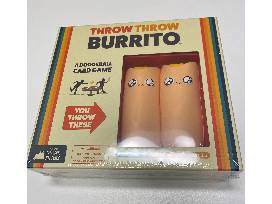 THROW THROW
BURRITO
A DODGEBALL
CARD GAME
YOU
THROW
THESE